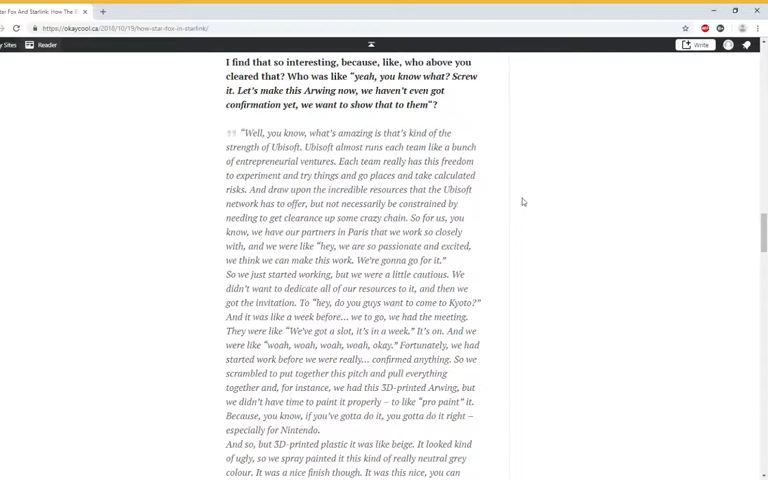 tar Fox And Starlink: How The
https://okaycool.ca/2018/10/19/how-star-fox-in-starlink/
y Sites Reader Write
I find that so interesting, because, like, who above you
cleared that? Who was like “yeah, you know what? Screw
it. Let’s make this Arwing now, we haven’t even got
confirmation yet, we want to show that to them“?
“Well, you know, what’s amazing is that’s kind of the
strength of Ubisoft. Ubisoft almost runs each team like a bunch
of entrepreneurial ventures. Each team really has this freedom
to experiment and try things and go places and take calculated
risks. And draw upon the incredible resources that the Ubisoft
network has to offer, but not necessarily be constrained by
needing to get clearance up some crazy chain. So for us, you
know, we have our partners in Paris that we work so closely
with, and we were like “hey, we are so passionate and excited,
we think we can make this work. We’re gonna go for it.”
So we just started working, but we were a little cautious. We
didn’t want to dedicate all of our resources to it, and then we
got the invitation. To “hey, do you guys want to come to Kyoto?”
And it was like a week before… we to go, we had the meeting.
They were like “We’ve got a slot, it’s in a week.” It’s on. And we
were like “woah, woah, woah, woah, okay.” Fortunately, we had
started work before we were really… confirmed anything. So we
scrambled to put together this pitch and pull everything
together and, for instance, we had this 3D-printed Arwing, but
we didn’t have time to paint it properly – to like “pro paint” it.
Because, you know, if you’ve gotta do it, you gotta do it right –
especially for Nintendo.
And so, but 3D-printed plastic it was like beige. It looked kind
of ugly, so we spray painted it this kind of really neutral grey
colour. It was a nice finish though. It was this nice, you can